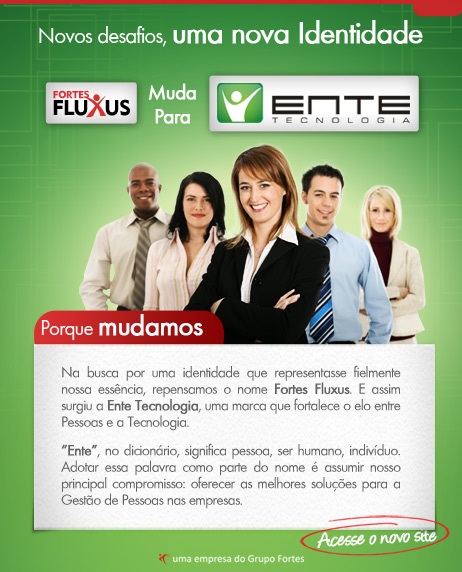 Novos desafios, uma nova Identidade
FORTES
FLUXUS
Muda
Para
ENTE
TECNOLOGIA
Porque mudamos
Na busca por uma identidade que representasse fielmente
nossa essência, repensamos o nome Fortes Fluxus. E assim
surgiu a Ente Tecnologia, uma marca que fortalece o elo entre
Pessoas e a Tecnologia.
“Ente”, no dicionário, significa pessoa, ser humano, indivíduo.
Adotar essa palavra como parte do nome é assumir nosso
principal compromisso: oferecer as melhores soluções para a
Gestão de Pessoas nas empresas.
Acesse o novo site
uma empresa do Grupo Fortes